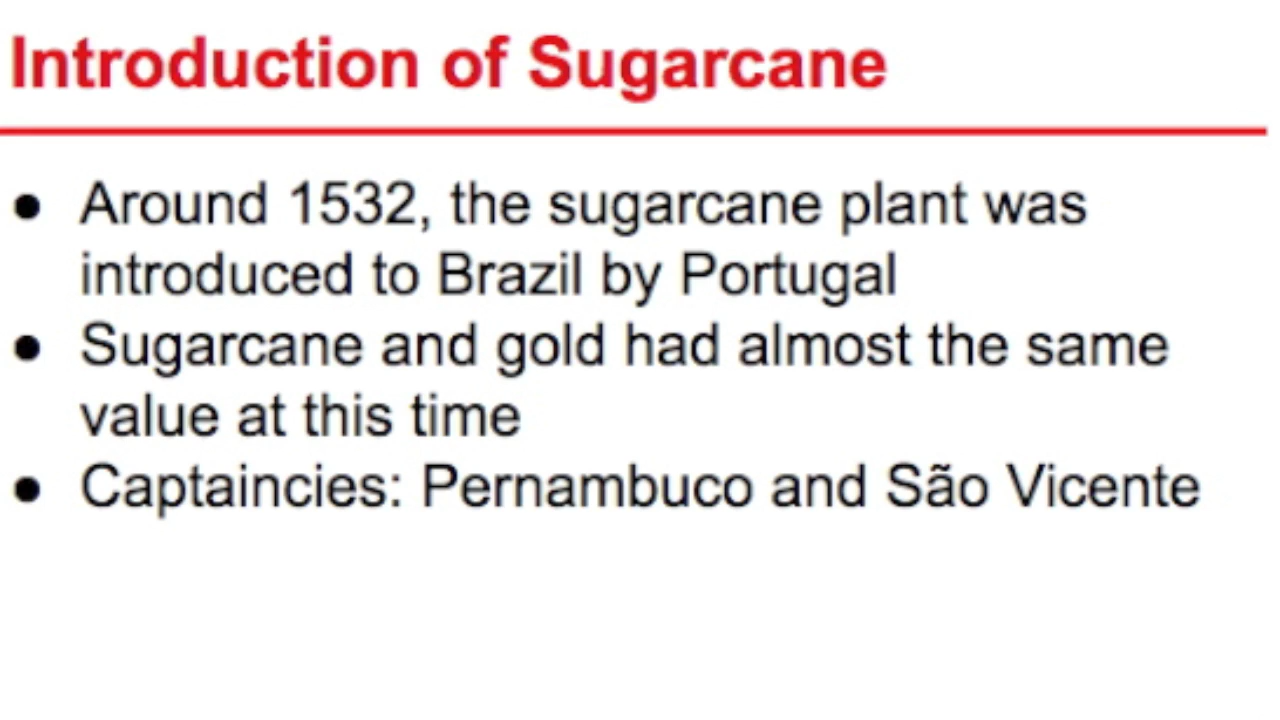 Introduction of Sugarcane
● Around 1532, the sugarcane plant was
introduced to Brazil by Portugal
● Sugarcane and gold had almost the same
value at this time
● Captaincies: Pernambuco and São Vicente